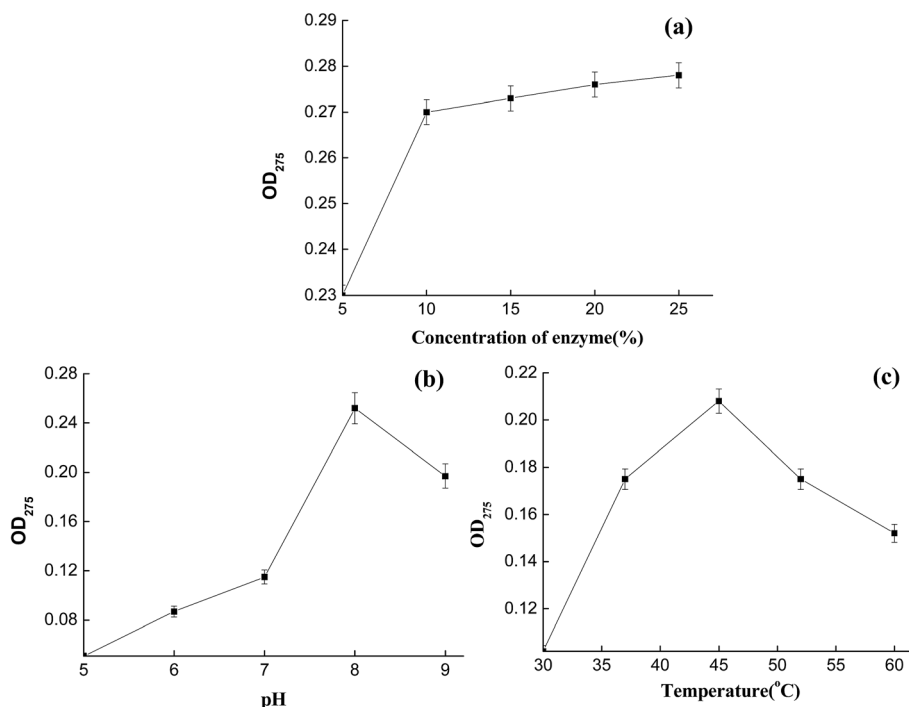 (a)
0.29
0.28
0.27
0.26
0.25
0.24
0.23
OD275
5 10 15 20 25
Concentration of enzyme(%)
(b)
0.28
0.24
0.20
0.16
0.12
0.08
OD275
5 6 7 8 9
pH
(c)
0.22
0.20
0.18
0.16
0.14
0.12
OD275
30 35 40 45 50 55 60
Temperature(°C)